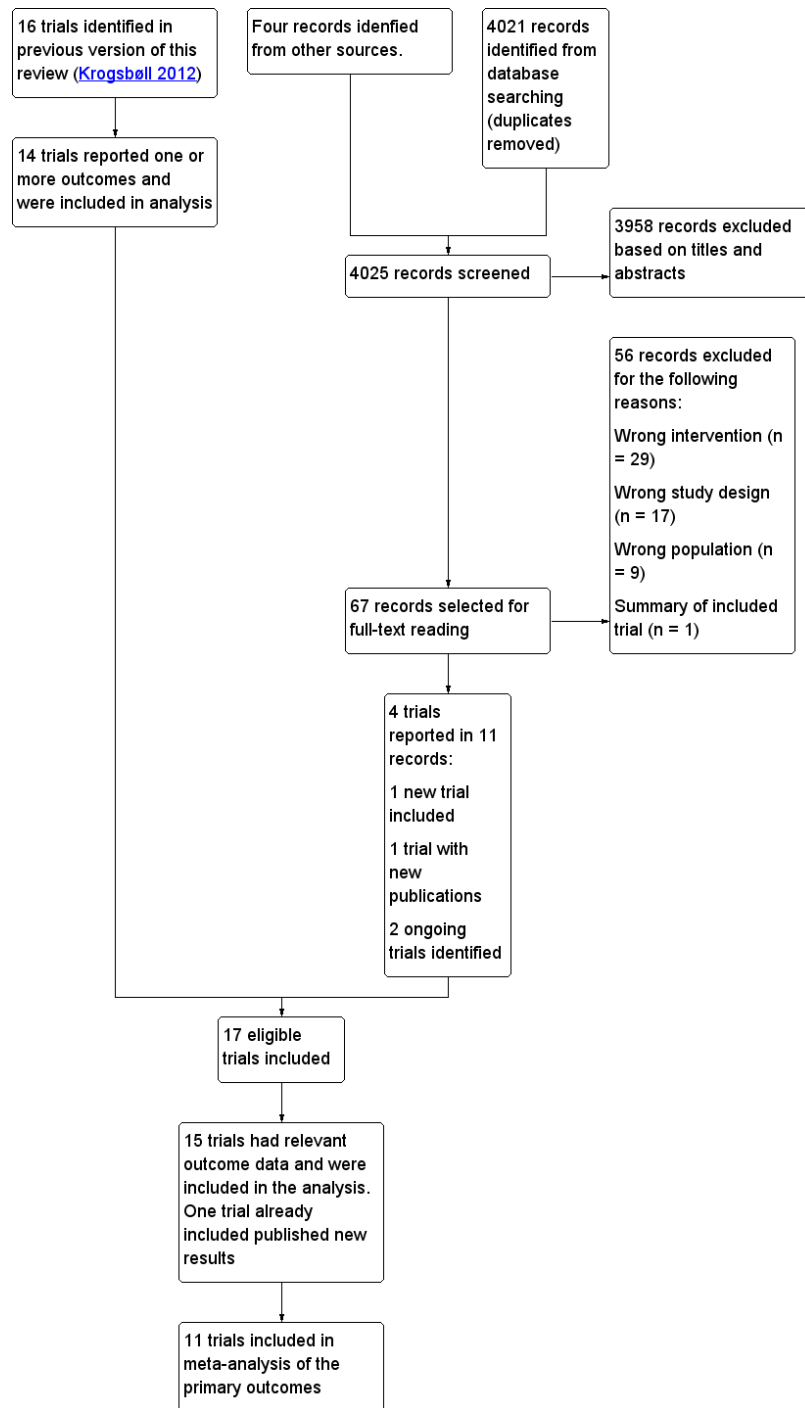 16 trials identified in
previous version of this
review (Krogsbøll 2012)
Four records idenfied
from other sources.
4021 records
identified from
database
searching
(duplicates
removed)
14 trials reported one or
more outcomes and
were included in analysis
3958 records excluded
based on titles and
abstracts
4025 records screened
56 records excluded
for the following
reasons:
Wrong intervention (n
= 29)
Wrong study design
(n = 17)
Wrong population (n
= 9)
Summary of included
trial (n = 1)
67 records selected for
full-text reading
4 trials
reported in 11
records:
1 new trial
included
1 trial with
new
publications
2 ongoing
trials identified
17 eligible
trials included
15 trials had relevant
outcome data and were
included in the analysis.
One trial already
included published new
results
11 trials included in
meta-analysis of the
primary outcomes